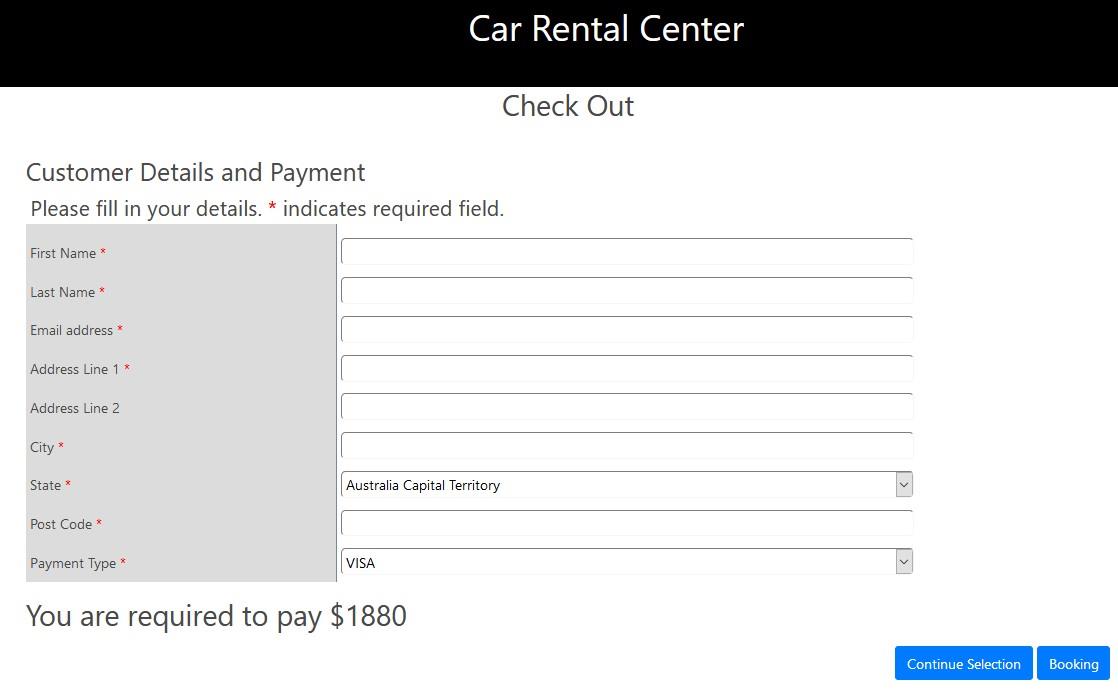 Car Rental Center
Check Out
Customer Details and Payment
Please fill in your details. * indicates required field.
First Name *
Last Name *
Email address *
Address Line 1 *
Address Line 2
City *
State * Australia Capital Territory
Post Code *
Payment Type * VISA
You are required to pay $1880
Continue Selection Booking